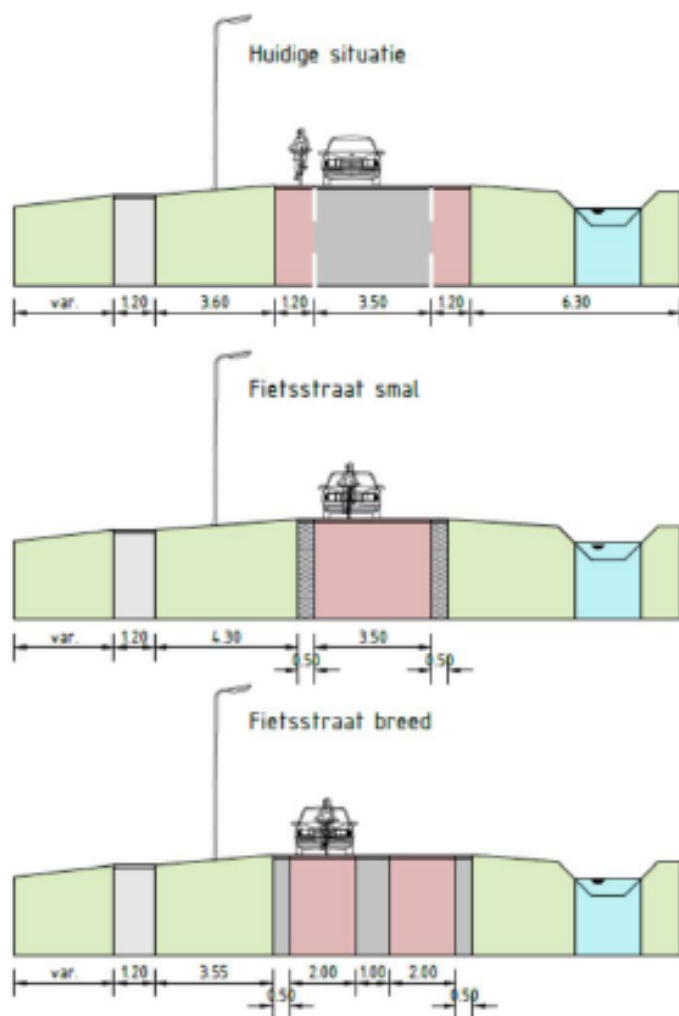 Huidige situatie
var. 1.20 3.60 1.20 3.50 1.20 6.30
Fietsstraat smal
var. 1.20 4.30 3.50
0.50 0.50
Fietsstraat breed
var. 1.20 3.55 2.00 1.00 2.00
0.50 0.50